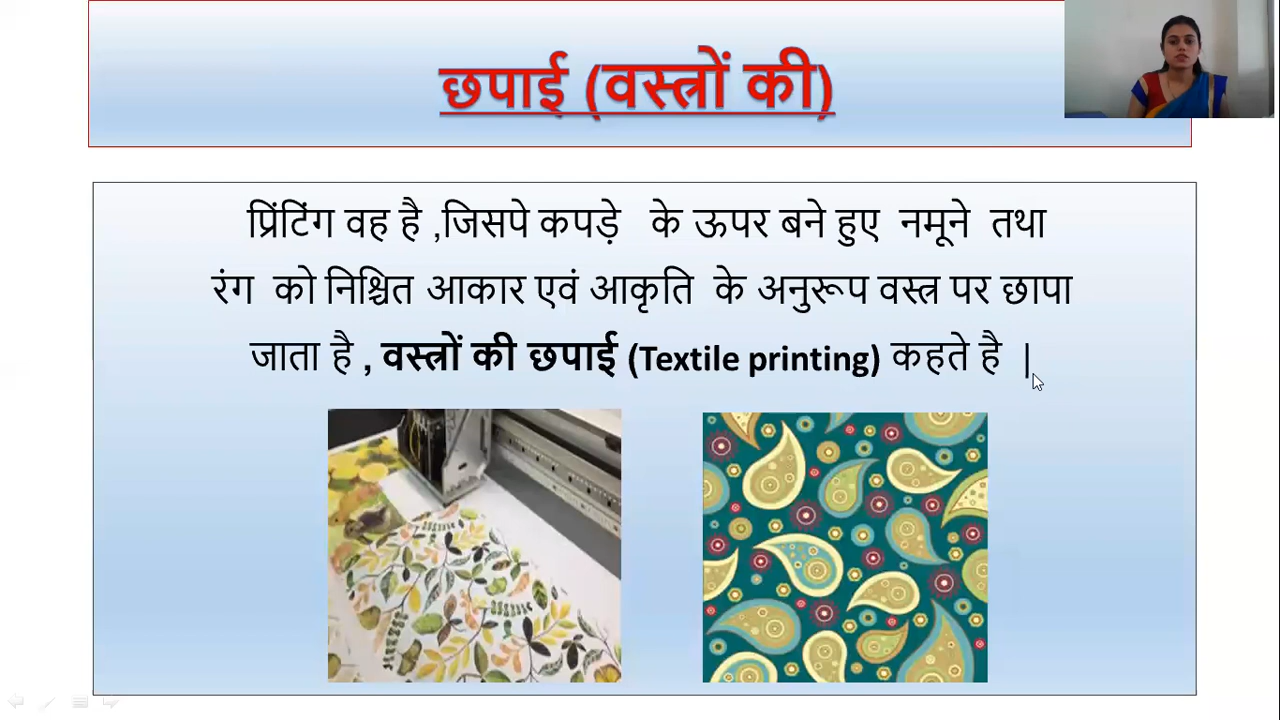 छपाई (वस्त्रों की)
प्रिंटिंग वह है ,जिसपे कपड़े के ऊपर बने हुए नमूने तथा
रंग को निश्चित आकार एवं आकृति के अनुरूप वस्त्र पर छापा
जाता है , वस्त्रों की छपाई (Textile printing) कहते है |